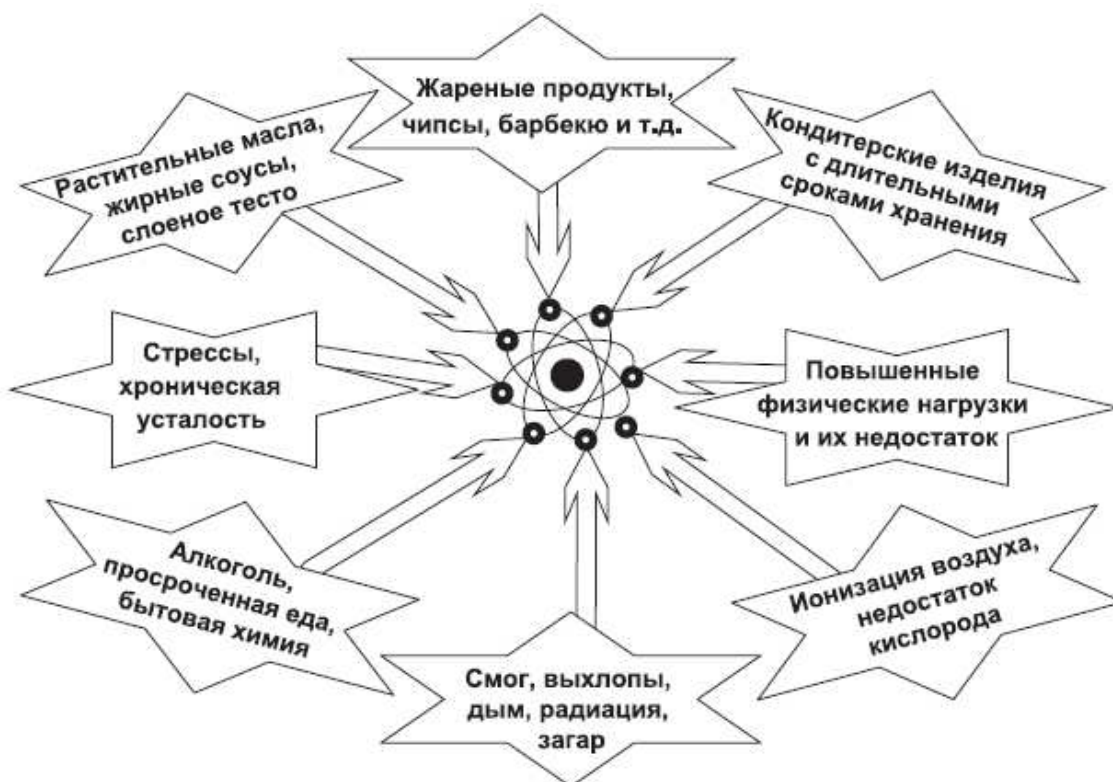 Жареные продукты,
чипсы, барбекю и т.д.
Растительные масла,
жирные соусы,
слоеное тесто
Кондитерские изделия
с длительными
сроками хранения
Стрессы,
хроническая
усталость
Повышенные
физические нагрузки
и их недостаток
Алкоголь,
просроченная еда,
бытовая химия
Смог, выхлопы,
дым, радиация,
загар
Ионизация воздуха,
недостаток
кислорода